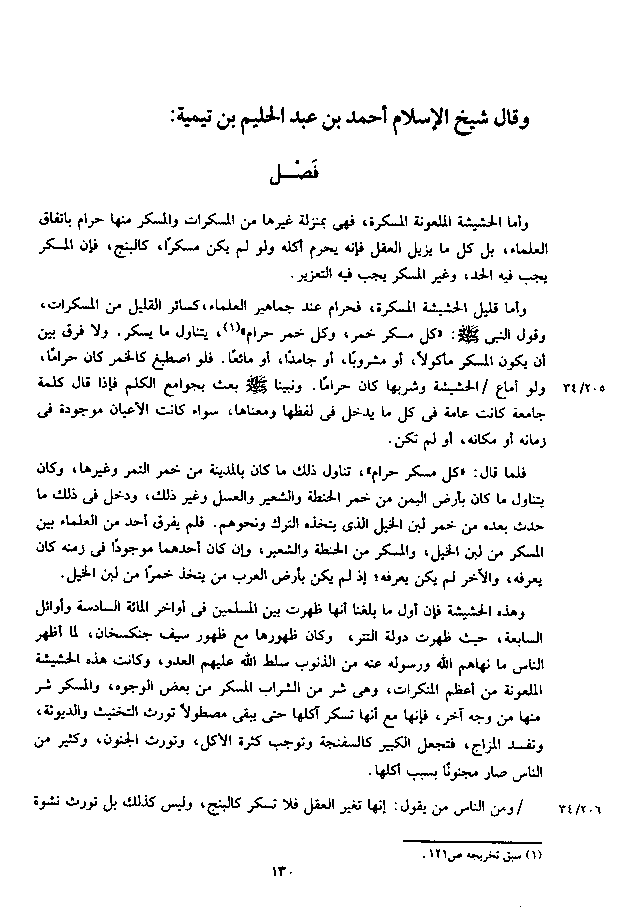 وقال شيخ الإسلام أحمد بن عبد الحليم بن تيمية:
فَصْـل
وأما الحشيشة الملعونة المسكرة، فهى بمنزلة غيرها من المسكرات والمسكر منها حرام باتفاق
العلماء، بل كل ما يزيل العقل فإنه يحرم أكله ولو لم يكن مسكرًا، كالبنج، فإن المسكر
يجب فيه الحد، وغير المسكر يجب فيه التعزير.
وأما قليل الحشيشة المسكرة، فحرام عند جماهير العلماء،كسائر القليل من المسكرات،
وقول النبى ﷺ: «كل مسكر خمر، وكل خمر حرام»(١)، يتناول ما يسكر. ولا فرق بين
أن يكون المسكر مأكولاً، أو مشروبًا، أو جامدًا، أو مائعًا. فلو اصطبغ كالخمر كان حرامًا،
ولو أماع /الحشيشة وشربها كان حرامًا. ونبينا ﷺ بعث بجوامع الكلم فإذا قال كلمة
٣٤/٢٠٥
جامعة كانت عامة فى كل ما يدخل فى لفظها ومعناها، سواء كانت الأعيان موجودة فى
زمانه أو مكانه، أو لم تكن.
فلما قال: «كل مسكر حرام»، تناول ذلك ما كان بالمدينة من خمر التمر وغيرها، وكان
يتناول ما كان بأرض اليمن من خمر الحنطة والشعير والعسل وغير ذلك، ودخل فى ذلك ما
حدث بعده من خمر لبن الخيل الذى يتخذه الترك ونحوهم. فلم يفرق أحد من العلماء بين
المسكر من لبن الخيل، والمسكر من الحنطة والشعير، وإن كان أحدهما موجودًا فى زمنه كان
يعرفه، والآخر لم يكن يعرفه؛ إذ لم يكن بأرض العرب من يتخذ خمرًا من لبن الخيل.
وهذه الحشيشة فإن أول ما بلغنا أنها ظهرت بين المسلمين فى أواخر المائة السادسة وأوائل
السابعة، حيث ظهرت دولة التتر، وكان ظهورها مع ظهور سيف جنكسخان، لما أظهر
الناس ما نهاهم الله ورسوله عنه من الذنوب سلط الله عليهم العدو، وكانت هذه الحشيشة
الملعونة من أعظم المنكرات، وهى شر من الشراب المسكر من بعض الوجوه، والمسكر شر
منها من وجه آخر، فإنها مع أنها تسكر آكلها حتى يبقى مصطولاً تورث التخنيث والديوثة،
وتفسد المزاج، فتجعل الكبير كالسفنجة وتوجب كثرة الأكل، وتورث الجنون، وكثير من
الناس صار مجنونًا بسبب أكلها.
/ ومن الناس من يقول: إنها تغير العقل فلا تسكر كالبنج، وليس كذلك بل تورث نشوة
٣٤/٢٠٦
(١) سبق تخريجه ص١٢١.
١٣٠